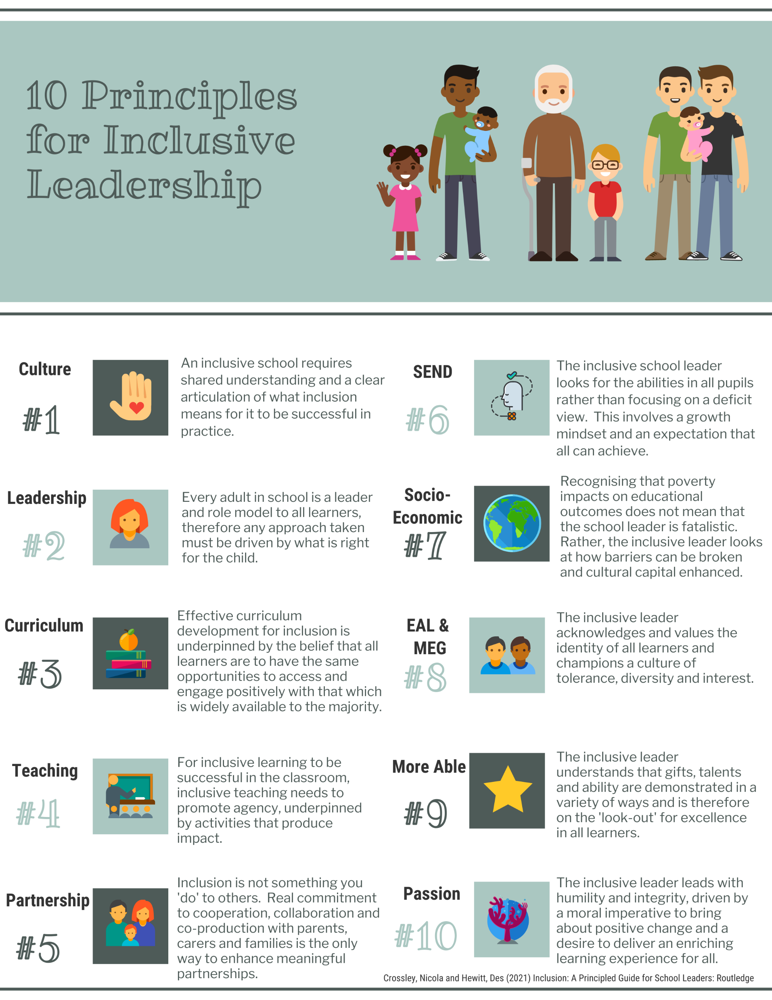 10 Principles
for Inclusive
Leadership
Culture
#1
An inclusive school requires
shared understanding and a clear
articulation of what inclusion
means for it to be successful in
practice.
Leadership
#2
Every adult in school is a leader
and role model to all learners,
therefore any approach taken
must be driven by what is right
for the child.
Curriculum
#3
Effective curriculum
development for inclusion is
underpinned by the belief that all
learners are to have the same
opportunities to access and
engage positively with that which
is widely available to the majority.
Teaching
#4
For inclusive learning to be
successful in the classroom,
inclusive teaching needs to
promote agency, underpinned
by activities that produce
impact.
Partnership
#5
Inclusion is not something you
'do' to others.  Real commitment
to cooperation, collaboration and
co-production with parents,
carers and families is the only
way to enhance meaningful
partnerships.
SEND
#6
The inclusive school leader
looks for the abilities in all pupils
rather than focusing on a deficit
view.  This involves a growth
mindset and an expectation that
all can achieve.
Socio-
Economic
#7
Recognising that poverty
impacts on educational
outcomes does not mean that
the school leader is fatalistic.
Rather, the inclusive leader looks
at how barriers can be broken
and cultural capital enhanced.
EAL &
MEG
#8
The inclusive leader
acknowledges and values the
identity of all learners and
champions a culture of
tolerance, diversity and interest.
More Able
#9
The inclusive leader
understands that gifts, talents
and ability are demonstrated in a
variety of ways and is therefore
on the 'look-out' for excellence
in all learners.
Passion
#10
The inclusive leader leads with
humility and integrity, driven by
a moral imperative to bring
about positive change and a
desire to deliver an enriching
learning experience for all.
Crossley, Nicola and Hewitt, Des (2021) Inclusion: A Principled Guide for School Leaders: Routledge